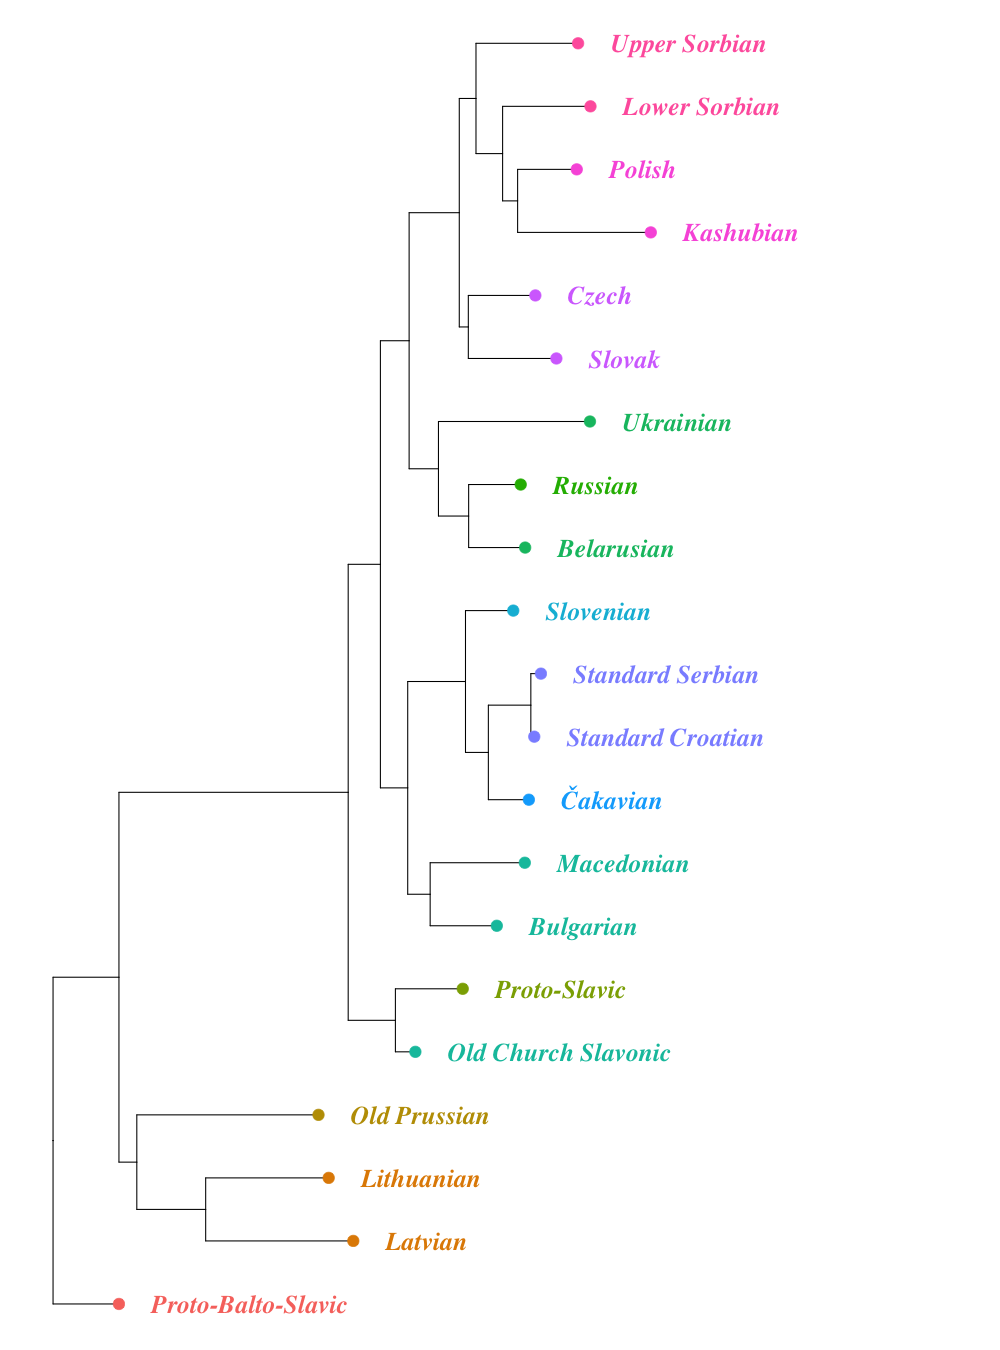 Upper Sorbian
Lower Sorbian
Polish
Kashubian
Czech
Slovak
Ukrainian
Russian
Belarusian
Slovenian
Standard Serbian
Standard Croatian
Čakavian
Macedonian
Bulgarian
Proto-Slavic
Old Church Slavonic
Old Prussian
Lithuanian
Latvian
Proto-Balto-Slavic